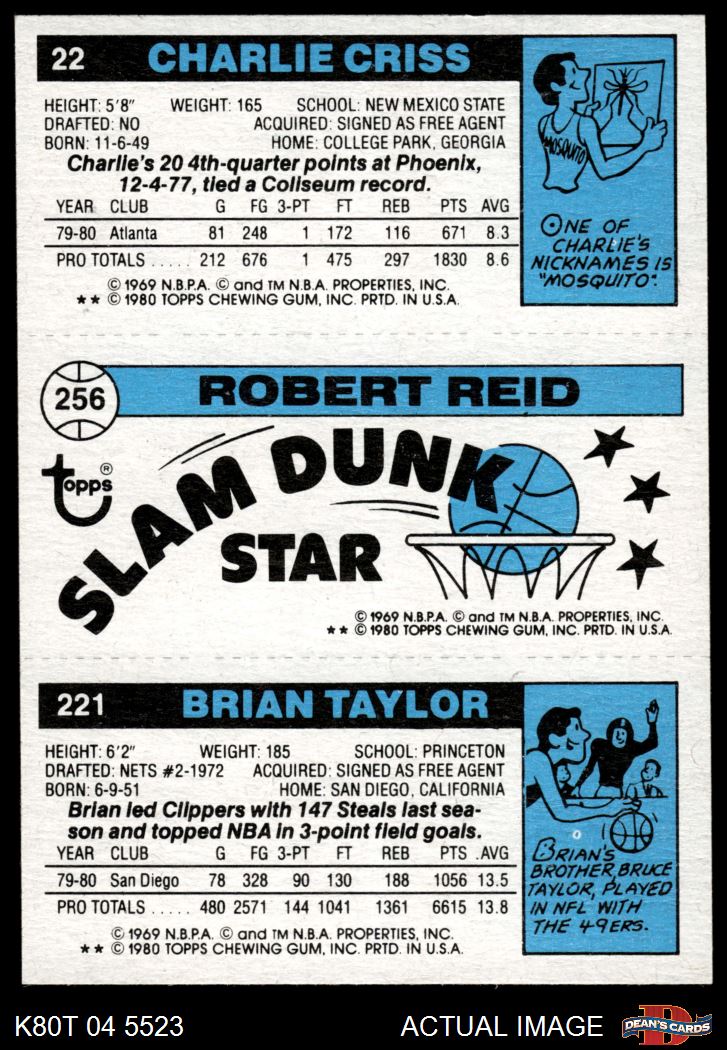 22 CHARLIE CRISS
HEIGHT: 5'8" WEIGHT: 165 SCHOOL: NEW MEXICO STATE
DRAFTED: NO ACQUIRED: SIGNED AS FREE AGENT
BORN: 11-6-49 HOME: COLLEGE PARK, GEORGIA
Charlie's 20 4th-quarter points at Phoenix,
12-4-77, tied a Coliseum record.
YEAR CLUB G FG 3-PT FT REB PTS AVG
79-80 Atlanta 81 248 1 172 116 671 8.3
PRO TOTALS ..... 212 676 1 475 297 1830 8.6
© 1969 N.B.P.A. © and TM N.B.A. PROPERTIES, INC.
★★ © 1980 TOPPS CHEWING GUM, INC. PRTD. IN U.S.A.
MOSQUITO
ONE OF
CHARLIE'S
NICKNAMES IS
"MOSQUITO".
256 ROBERT REID
topps®
SLAM DUNK
STAR
© 1969 N.B.P.A. © and TM N.B.A. PROPERTIES, INC.
★★ © 1980 TOPPS CHEWING GUM, INC. PRTD. IN U.S.A.
221 BRIAN TAYLOR
HEIGHT: 6'2" WEIGHT: 185 SCHOOL: PRINCETON
DRAFTED: NETS #2-1972 ACQUIRED: SIGNED AS FREE AGENT
BORN: 6-9-51 HOME: SAN DIEGO, CALIFORNIA
Brian led Clippers with 147 Steals last sea-
son and topped NBA in 3-point field goals.
YEAR CLUB G FG 3-PT FT REB PTS .AVG
79-80 San Diego 78 328 90 130 188 1056 13.5
PRO TOTALS ..... 480 2571 144 1041 1361 6615 13.8
© 1969 N.B.P.A. © and TM N.B.A. PROPERTIES, INC.
★★ © 1980 TOPPS CHEWING GUM, INC. PRTD. IN U.S.A.
BRIAN'S
BROTHER, BRUCE
TAYLOR, PLAYED
IN NFL WITH
THE 49ERS.
K80T 04 5523 ACTUAL IMAGE
D
DEAN'S CARDS